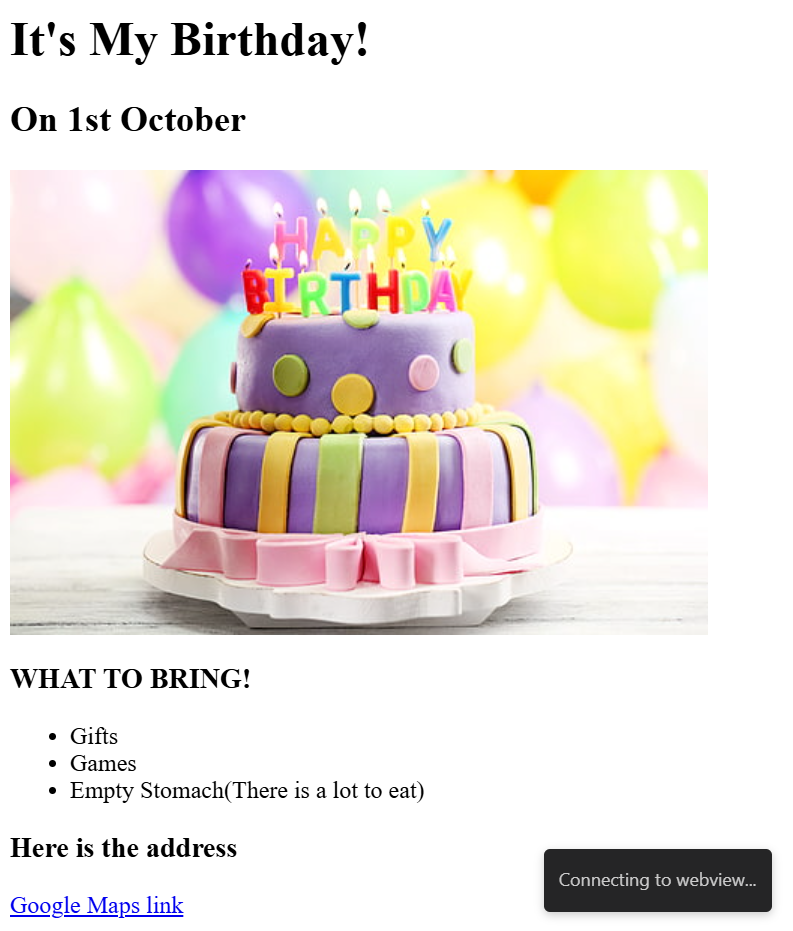 It's My Birthday!
On 1st October
HAPPY
BIRTHDAY
WHAT TO BRING!
Gifts
Games
Empty Stomach(There is a lot to eat)
Here is the address
Google Maps link
Connecting to webview...